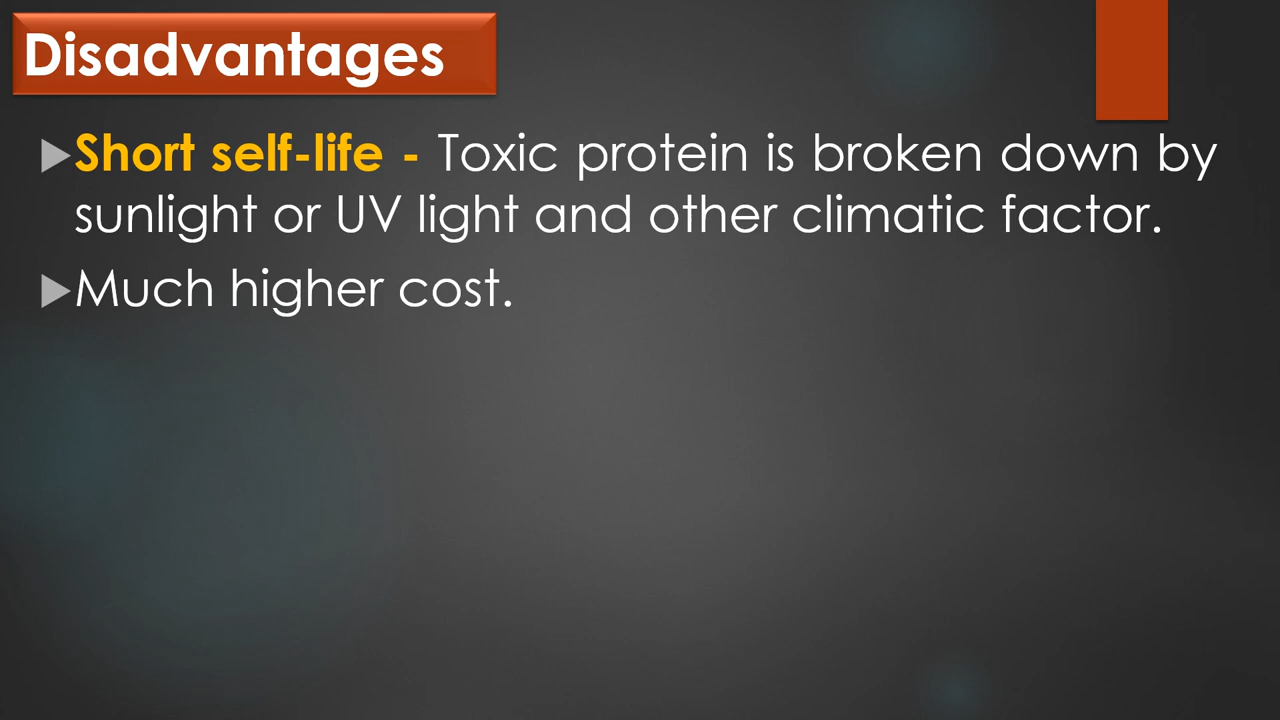 Disadvantages
Short self-life - Toxic protein is broken down by
sunlight or UV light and other climatic factor.
Much higher cost.